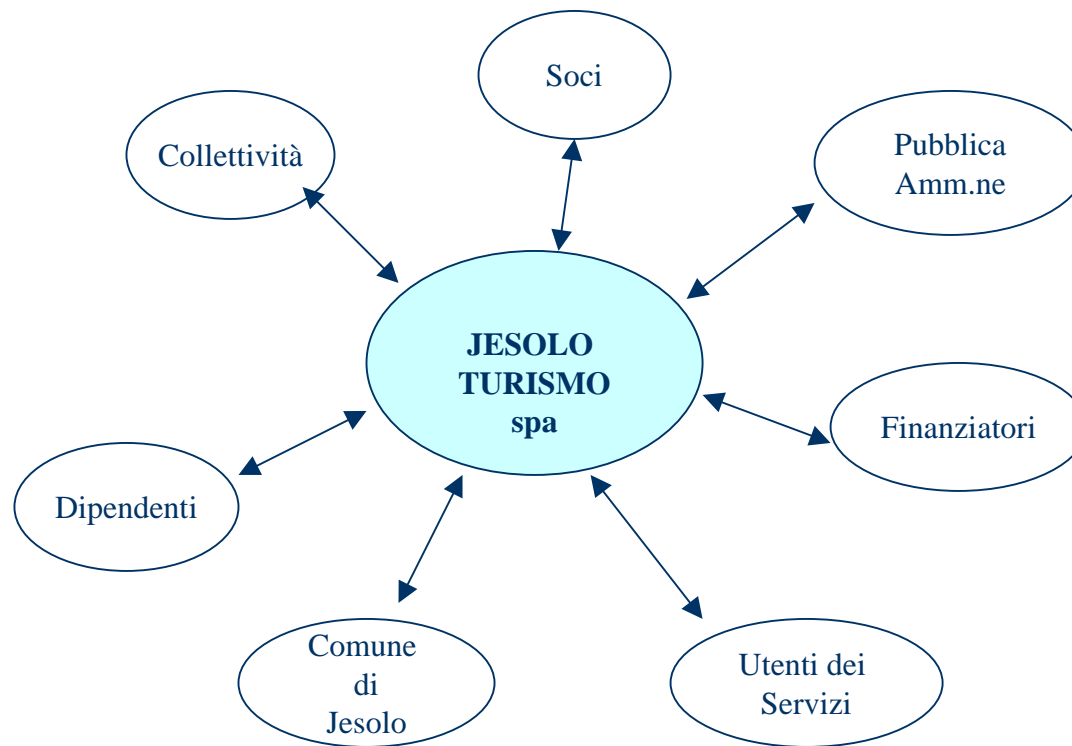 Soci
Collettività
Pubblica
Amm.ne
JESOLO
TURISMO
spa
Finanziatori
Dipendenti
Comune
di
Jesolo
Utenti dei
Servizi